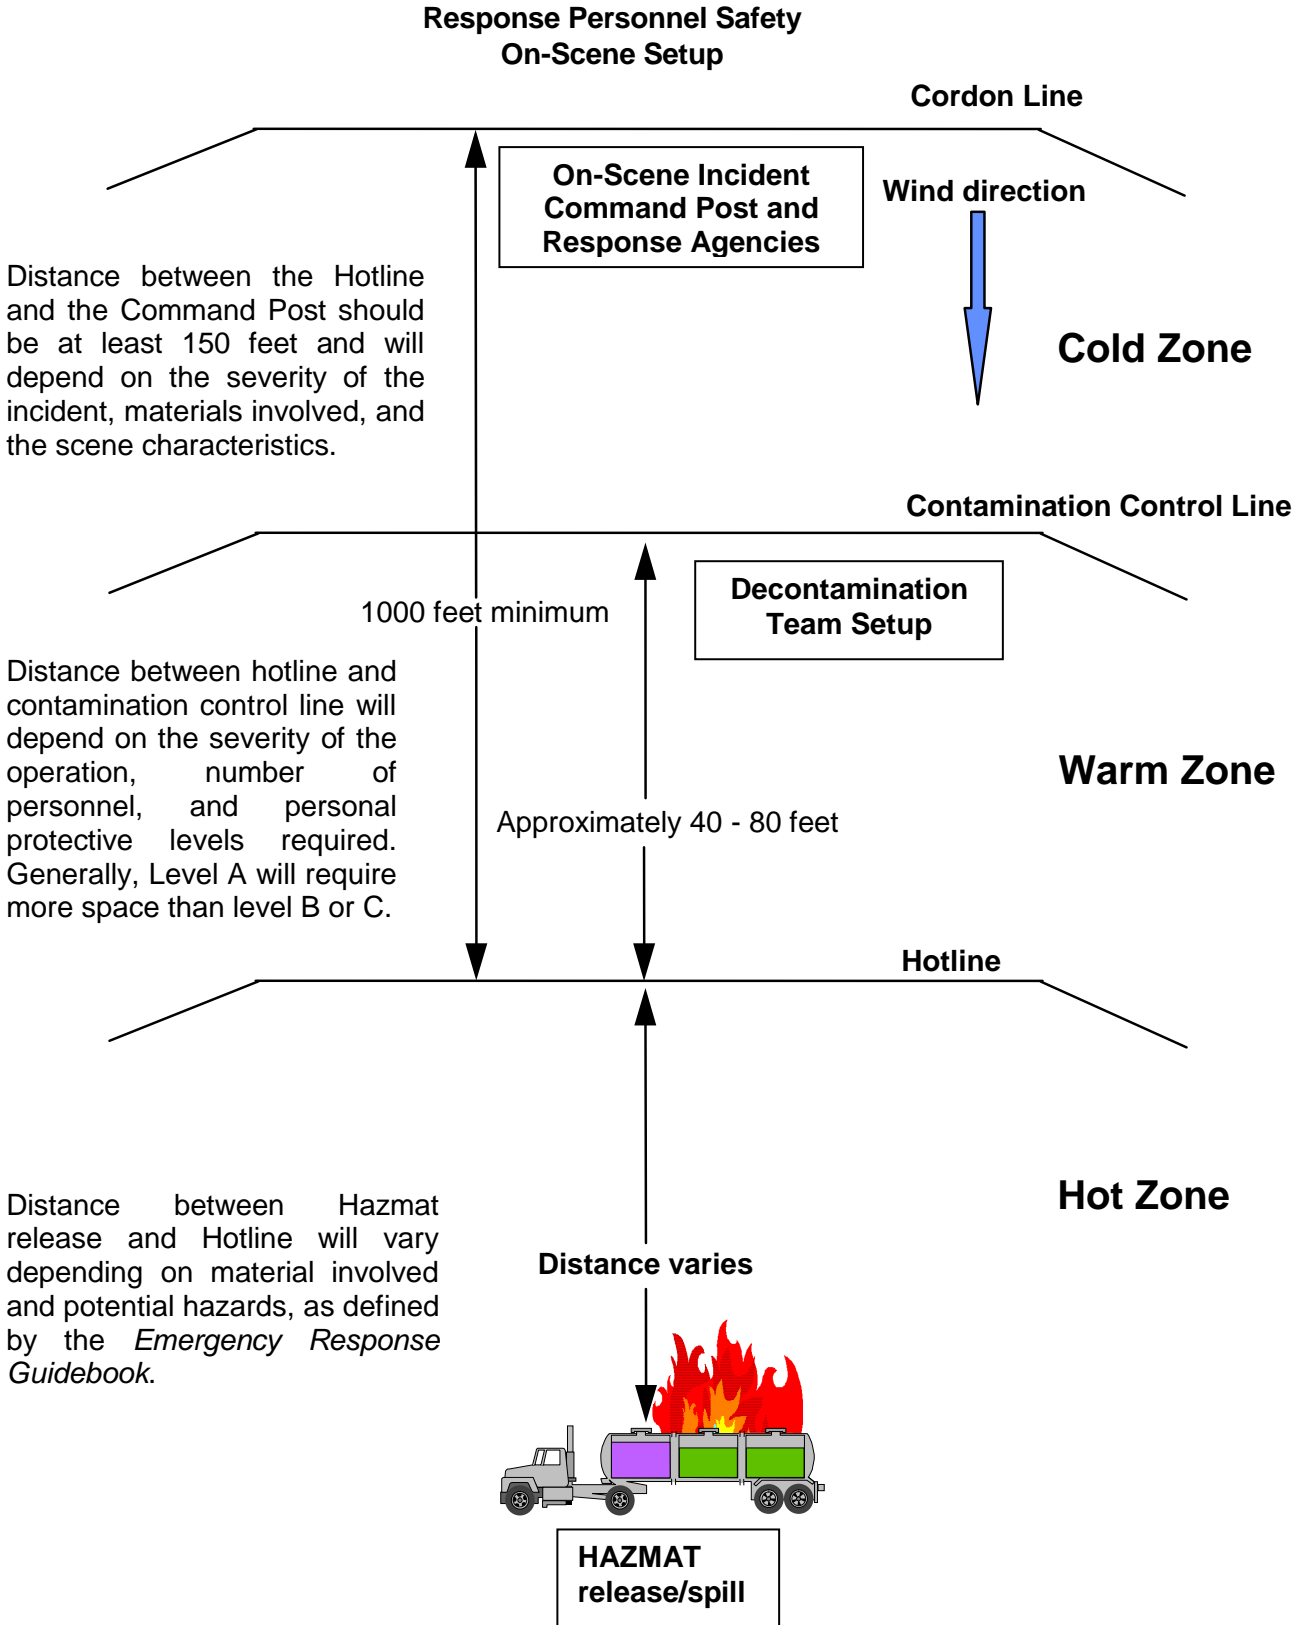 Response Personnel Safety
On-Scene Setup
Cordon Line
On-Scene Incident
Command Post and
Response Agencies
Wind direction
Distance between the Hotline
and the Command Post should
be at least 150 feet and will
depend on the severity of the
incident, materials involved, and
the scene characteristics.
Cold Zone
Contamination Control Line
Decontamination
Team Setup
1000 feet minimum
Distance between hotline and
contamination control line will
depend on the severity of the
operation, number of
personnel, and personal
protective levels required.
Generally, Level A will require
more space than level B or C.
Warm Zone
Approximately 40 - 80 feet
Hotline
Hot Zone
Distance between Hazmat
release and Hotline will vary
depending on material involved
and potential hazards, as defined
by the Emergency Response
Guidebook.
Distance varies
HAZMAT
release/spill